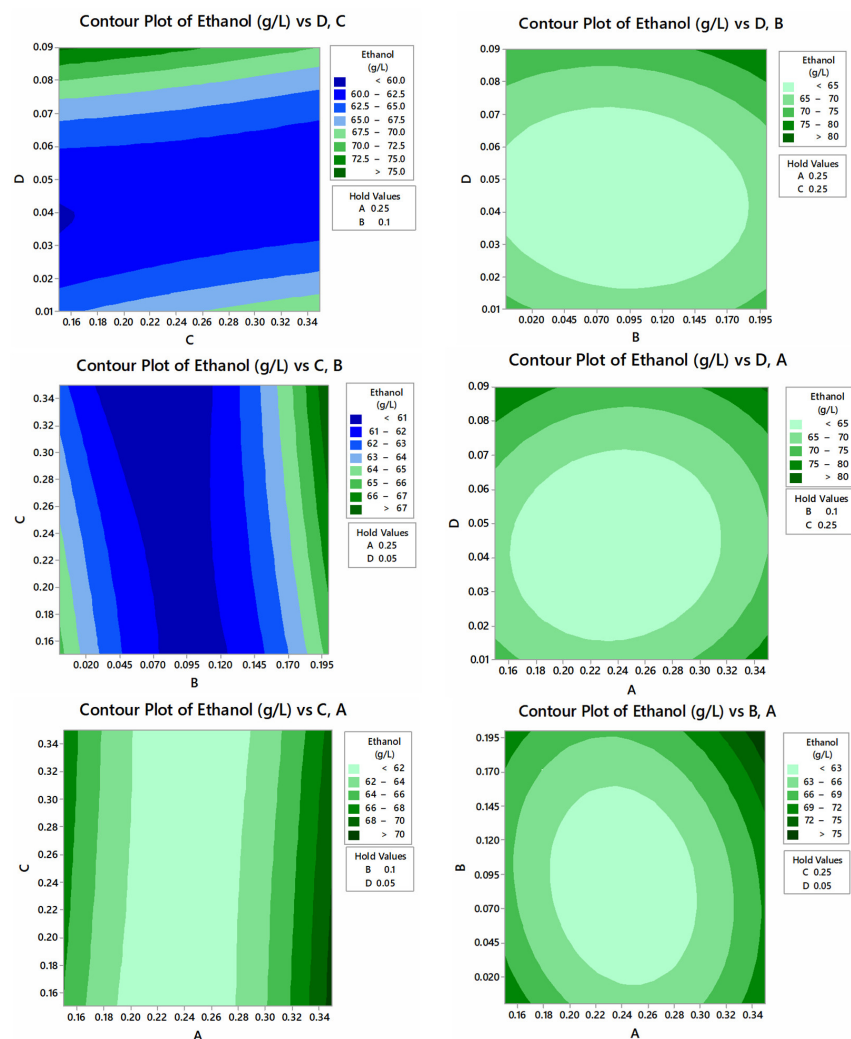 Contour Plot of Ethanol (g/L) vs D, C
0.09
0.08
0.07
0.06
0.05
0.04
0.03
0.02
0.01
D
0.16 0.20 0.22 0.24 0.28 0.30 0.32 0.34
C
Ethanol
(g/L)
< 60.0
60.0 – 62.5
62.5 – 65.0
65.0 – 67.5
67.5 – 70.0
70.0 – 72.5
72.5 – 75.0
> 75.0
Hold Values
A 0.25
B 0.1
Contour Plot of Ethanol (g/L) vs D, B
0.09
0.08
0.07
0.06
0.05
0.04
0.03
0.02
0.01
D
0.020 0.045 0.070 0.095 0.120 0.145 0.170 0.195
B
Ethanol
(g/L)
< 65
65 – 70
70 – 75
75 – 80
> 80
Hold Values
A 0.25
C 0.25
Contour Plot of Ethanol (g/L) vs C, B
0.34
0.32
0.30
0.28
0.26
0.24
0.22
0.20
0.18
0.16
C
0.020 0.045 0.070 0.095 0.120 0.145 0.170 0.195
B
Ethanol
(g/L)
< 61
61 – 62
62 – 63
63 – 64
64 – 65
65 – 66
66 – 67
> 67
Hold Values
A 0.25
D 0.05
Contour Plot of Ethanol (g/L) vs D, A
0.09
0.08
0.07
0.06
0.05
0.04
0.03
0.02
0.01
D
0.16 0.18 0.20 0.22 0.24 0.26 0.28 0.30 0.32 0.34
A
Ethanol
(g/L)
< 65
65 – 70
70 – 75
75 – 80
> 80
Hold Values
B 0.1
C 0.25
Contour Plot of Ethanol (g/L) vs C, A
0.34
0.32
0.30
0.28
0.26
0.24
0.22
0.20
0.18
0.16
C
0.16 0.18 0.20 0.22 0.24 0.26 0.28 0.30 0.32 0.34
A
Ethanol
(g/L)
< 62
62 – 64
64 – 66
66 – 68
68 – 70
> 70
Hold Values
B 0.1
D 0.05
Contour Plot of Ethanol (g/L) vs B, A
0.195
0.170
0.145
0.120
0.095
0.070
0.045
0.020
B
0.16 0.18 0.20 0.22 0.24 0.26 0.28 0.30 0.32 0.34
A
Ethanol
(g/L)
< 63
63 – 66
66 – 69
69 – 72
72 – 75
> 75
Hold Values
C 0.25
D 0.05